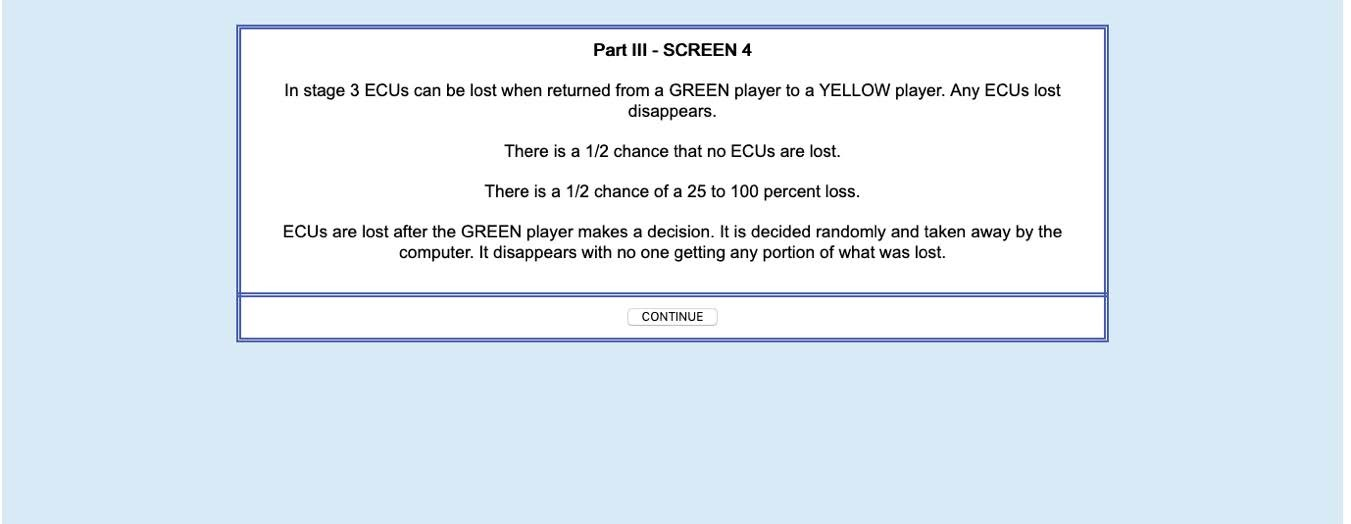 Part III - SCREEN 4
In stage 3 ECUs can be lost when returned from a GREEN player to a YELLOW player. Any ECUs lost
disappears.
There is a 1/2 chance that no ECUs are lost.
There is a 1/2 chance of a 25 to 100 percent loss.
ECUs are lost after the GREEN player makes a decision. It is decided randomly and taken away by the
computer. It disappears with no one getting any portion of what was lost.
CONTINUE